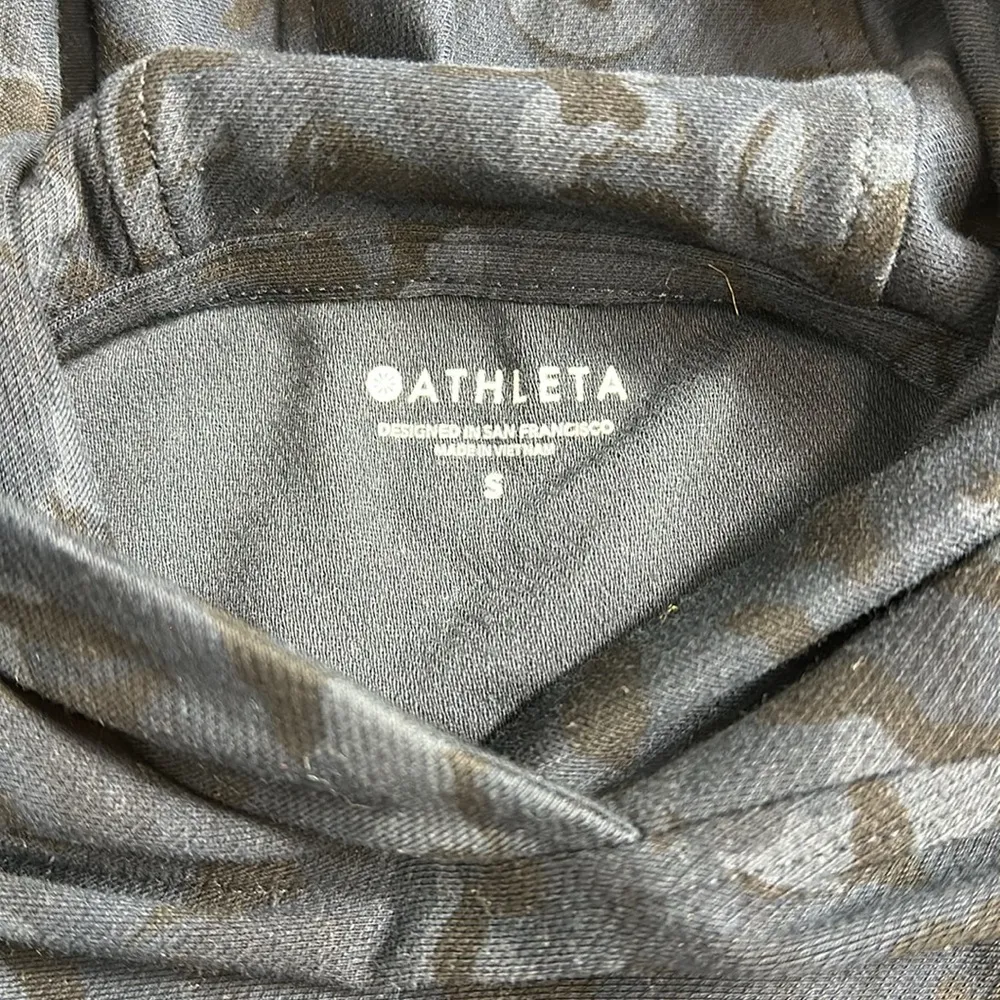 ATHLETA
DESIGNED IN SAN FRANCISCO
MADE IN VIETNAM
S